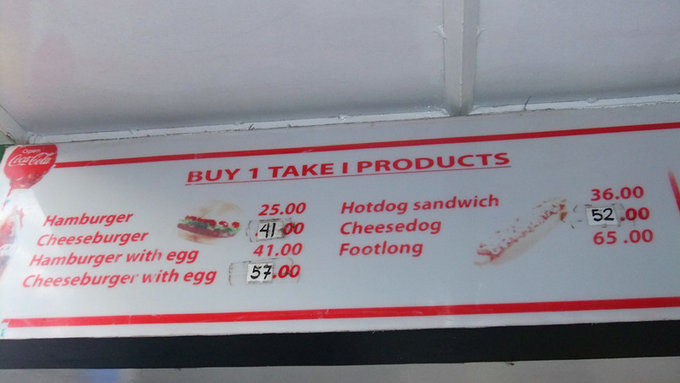 Open
Coca-Cola
BUY 1 TAKE I PRODUCTS
Hamburger 25.00
Cheeseburger 41.00
Hamburger with egg 41.00
Cheeseburger with egg 57.00
Hotdog sandwich 36.00
Cheesedog 52.00
Footlong 65.00